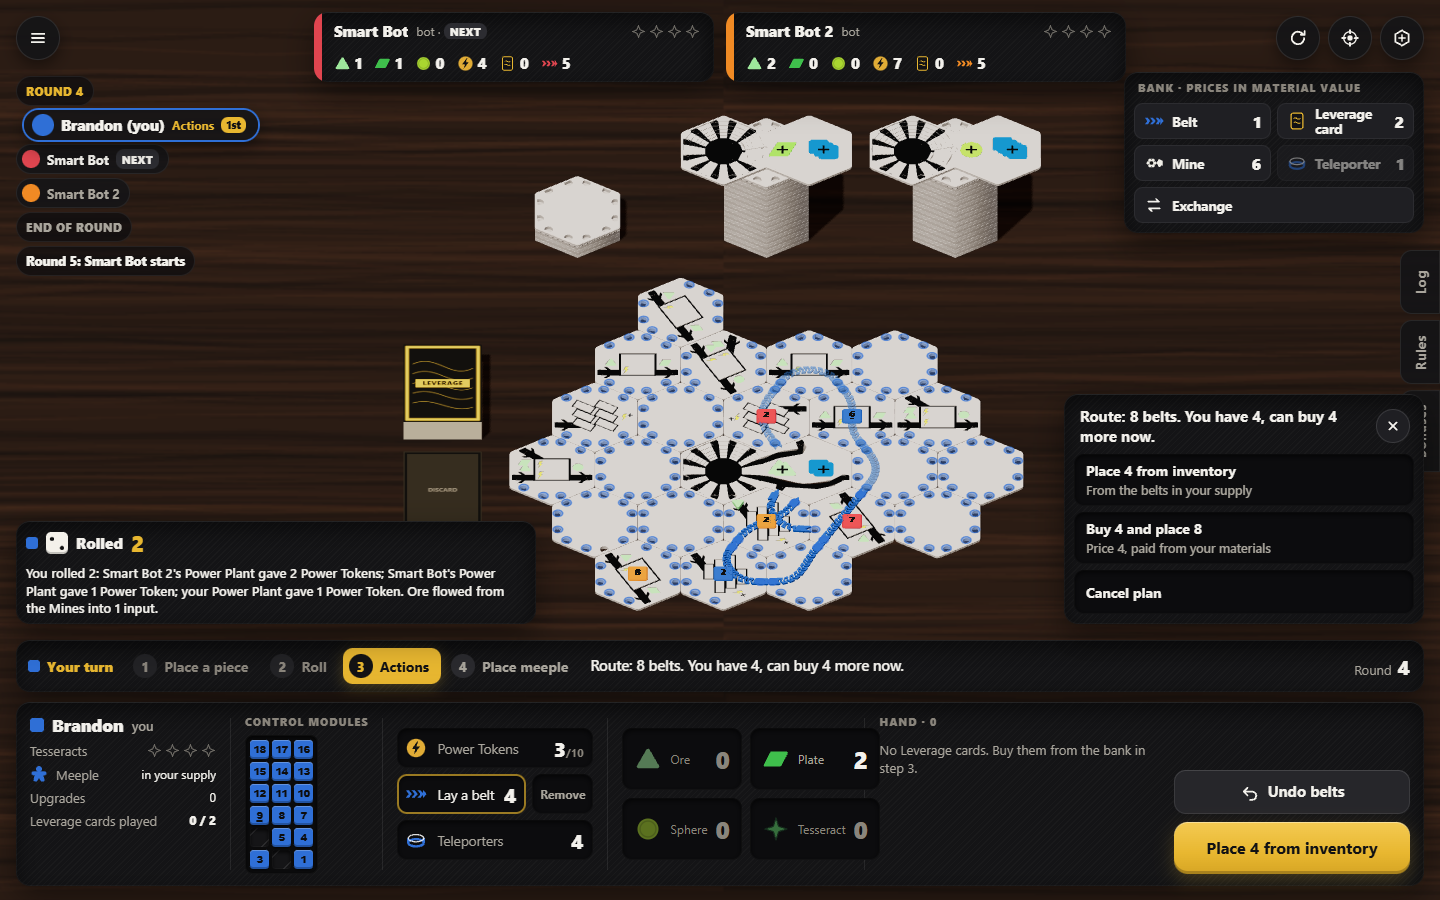 Smart Bot bot · NEXT
1 1 0 4 0 5
Smart Bot 2 bot
2 0 0 7 0 5
ROUND 4
Brandon (you) Actions 1st
Smart Bot NEXT
Smart Bot 2
END OF ROUND
Round 5: Smart Bot starts
BANK · PRICES IN MATERIAL VALUE
Belt 1
Leverage card 2
Mine 6
Teleporter 1
Exchange
Log
Rules
LEVERAGE
DISCARD
2
6
2
7
6
2
Route: 8 belts. You have 4, can buy 4
more now.
Place 4 from inventory
From the belts in your supply
Buy 4 and place 8
Price 4, paid from your materials
Cancel plan
Rolled 2
You rolled 2: Smart Bot 2's Power Plant gave 2 Power Tokens; Smart Bot's Power
Plant gave 1 Power Token; your Power Plant gave 1 Power Token. Ore flowed from
the Mines into 1 input.
Your turn
1 Place a piece
2 Roll
3 Actions
4 Place meeple
Route: 8 belts. You have 4, can buy 4 more now.
Round 4
Brandon you
Tesseracts
Meeple in your supply
Upgrades 0
Leverage cards played 0 / 2
CONTROL MODULES
18 17 16
15 14 13
12 11 10
9 8 7
5 4
3 1
Power Tokens 3/10
Lay a belt 4
Remove
Teleporters 4
Ore 0
Plate 2
Sphere 0
Tesseract 0
HAND · 0
No Leverage cards. Buy them from the bank in
step 3.
Undo belts
Place 4 from inventory